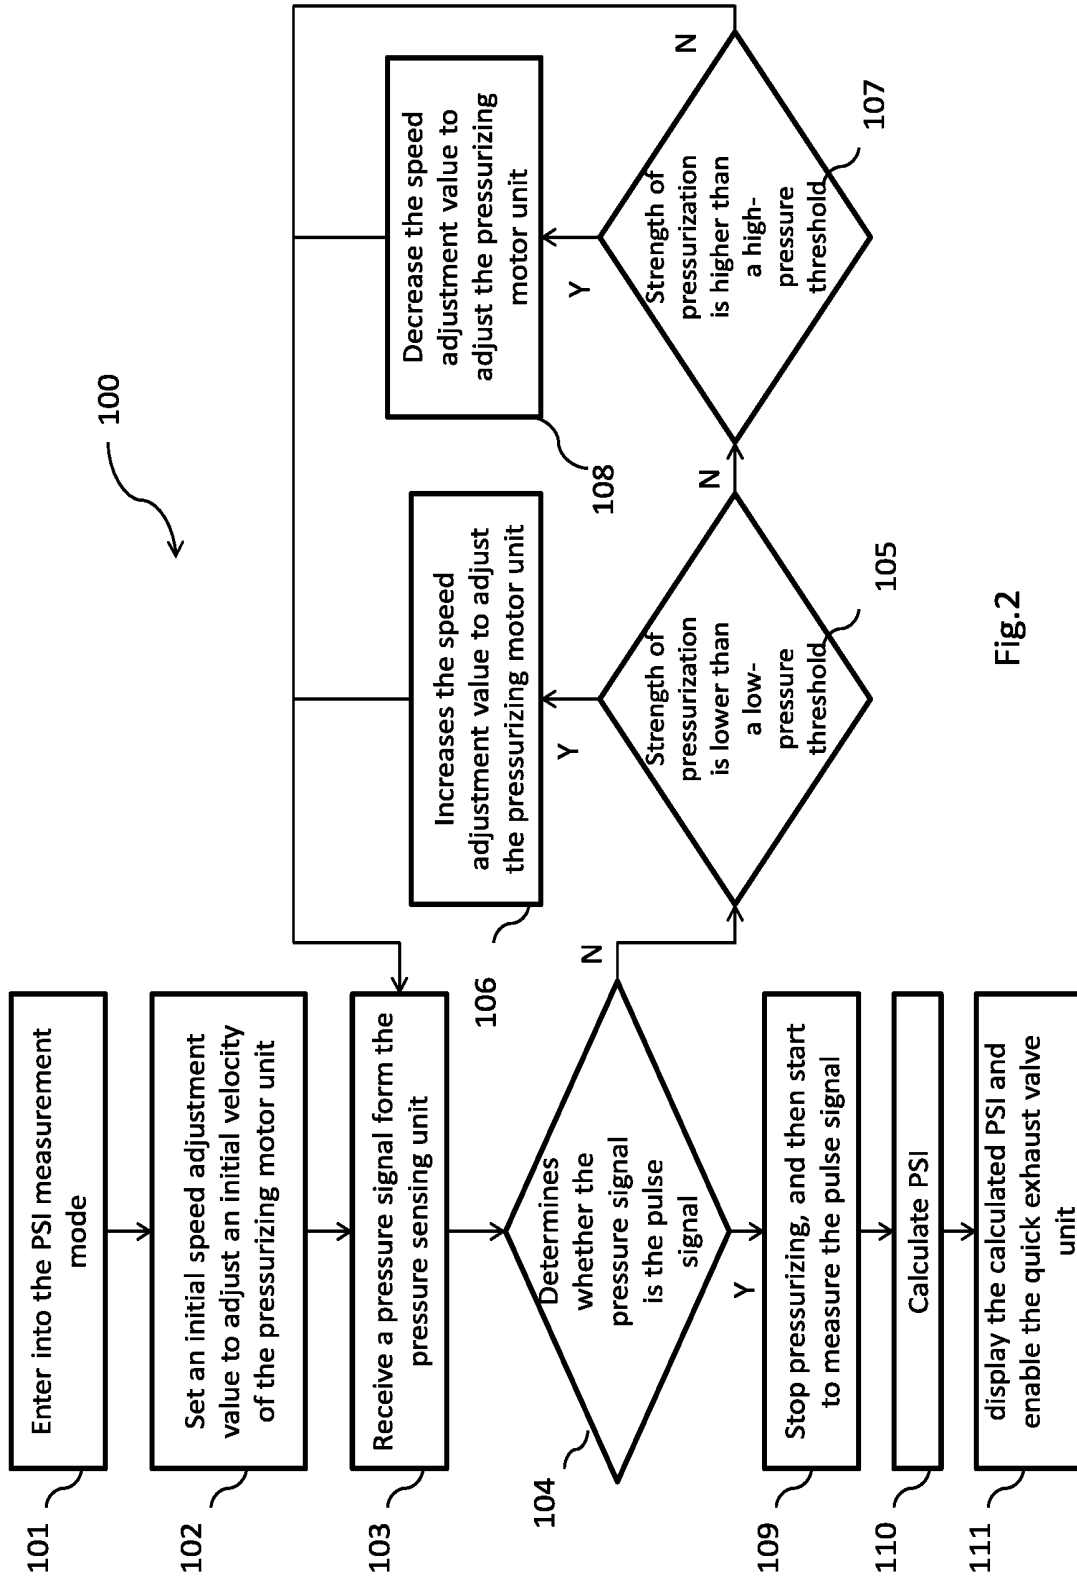 100
101
Enter into the PSI measurement
mode
102
Set an initial speed adjustment
value to adjust an initial velocity
of the pressurizing motor unit
103
Receive a pressure signal form the
pressure sensing unit
104
Determines
whether the
pressure signal
is the pulse
signal
N
Y
105
Strength of
pressurization
is lower than
a low-
pressure
threshold
Y
N
106
Increases the speed
adjustment value to adjust
the pressurizing motor unit
107
Strength of
pressurization
is higher than
a high-
pressure
threshold
Y
N
108
Decrease the speed
adjustment value to
adjust the pressurizing
motor unit
109
Stop pressurizing, and then start
to measure the pulse signal
110
Calculate PSI
111
display the calculated PSI and
enable the quick exhaust valve
unit
Fig.2